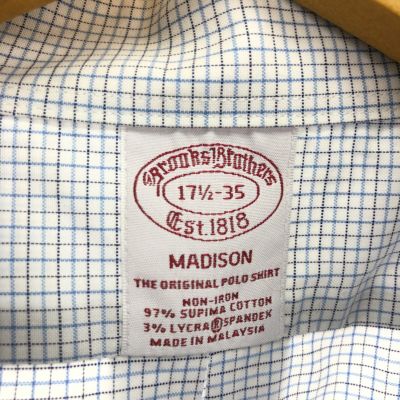 Brooks Brothers
17½-35
Est. 1818
MADISON
THE ORIGINAL POLO SHIRT
NON-IRON
97% SUPIMA COTTON
3% LYCRA® SPANDEX
MADE IN MALAYSIA